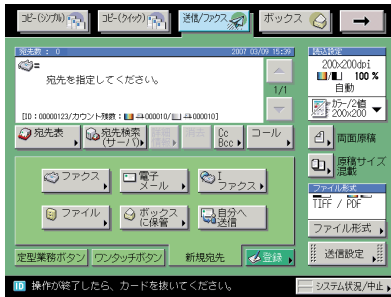 コピー(シンプル) コピー(クイック) 送信/ファクス ボックス
宛先数 : 0 2007 03/09 15:39
宛先を指定してください。
1/1
[ID : 00000123/カウント残数 : 000010/ 000010]
宛先表 宛先検索(サーバ) 詳細情報 消去 Cc Bcc コール
ファクス 電子メール Iファクス
ファイル ボックスに保管 自分へ送信
定型業務ボタン ワンタッチボタン 新規宛先 登録
読込設定
200x200dpi
100 %
自動
カラー/2値
200×200
両面原稿
原稿サイズ混載
ファイル形式
TIFF / PDF
ファイル形式
送信設定
ID 操作が終了したら、カードを抜いてください。 システム状況/中止